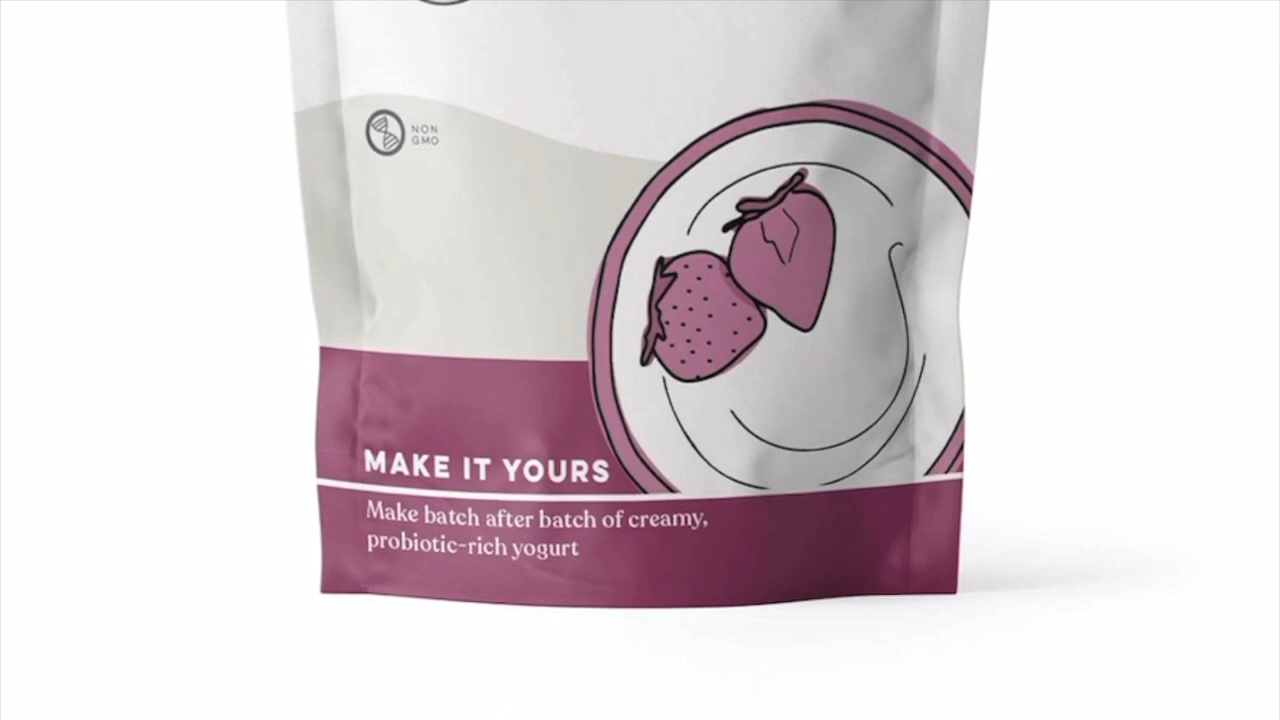 NON
GMO
MAKE IT YOURS
Make batch after batch of creamy,
probiotic-rich yogurt